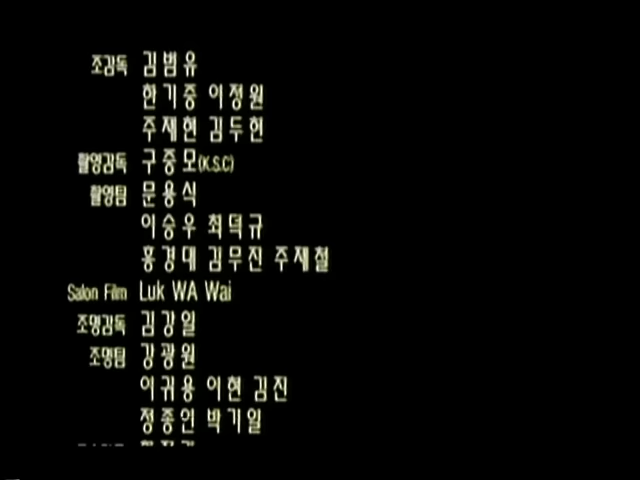 조감독 김범유
한기중 이정원
주재현 김두헌
촬영감독 구중모(K.S.C)
촬영팀 문용식
이승우 최덕규
홍경대 김무진 주제철
Salon Film Luk WA Wai
조명감독 김강일
조명팀 강광원
이귀용 이현 김진
정종인 박기일